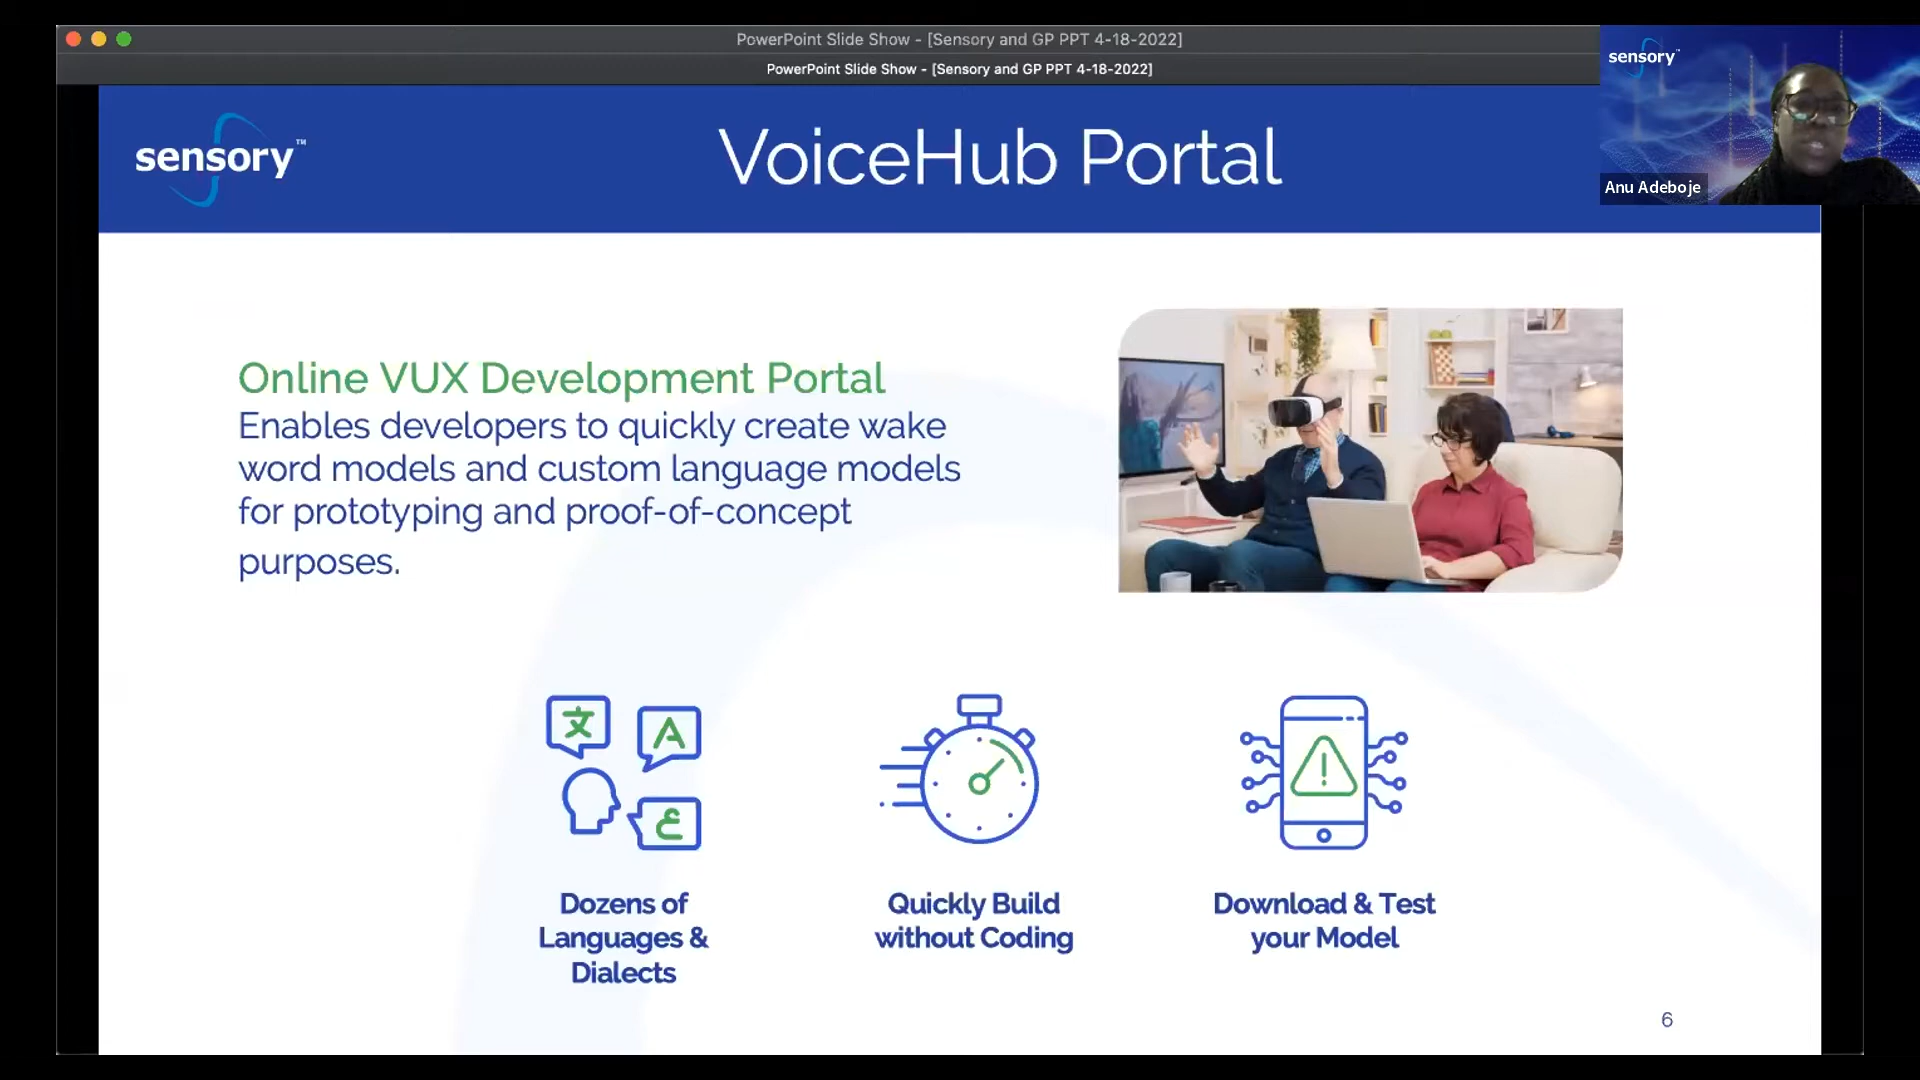 PowerPoint Slide Show - [Sensory and GP PPT 4-18-2022]
PowerPoint Slide Show - [Sensory and GP PPT 4-18-2022]
sensory™
Anu Adeboje
sensory™
VoiceHub Portal
Online VUX Development Portal
Enables developers to quickly create wake
word models and custom language models
for prototyping and proof-of-concept
purposes.
文
A
ع
Dozens of
Languages &
Dialects
Quickly Build
without Coding
Download & Test
your Model
6